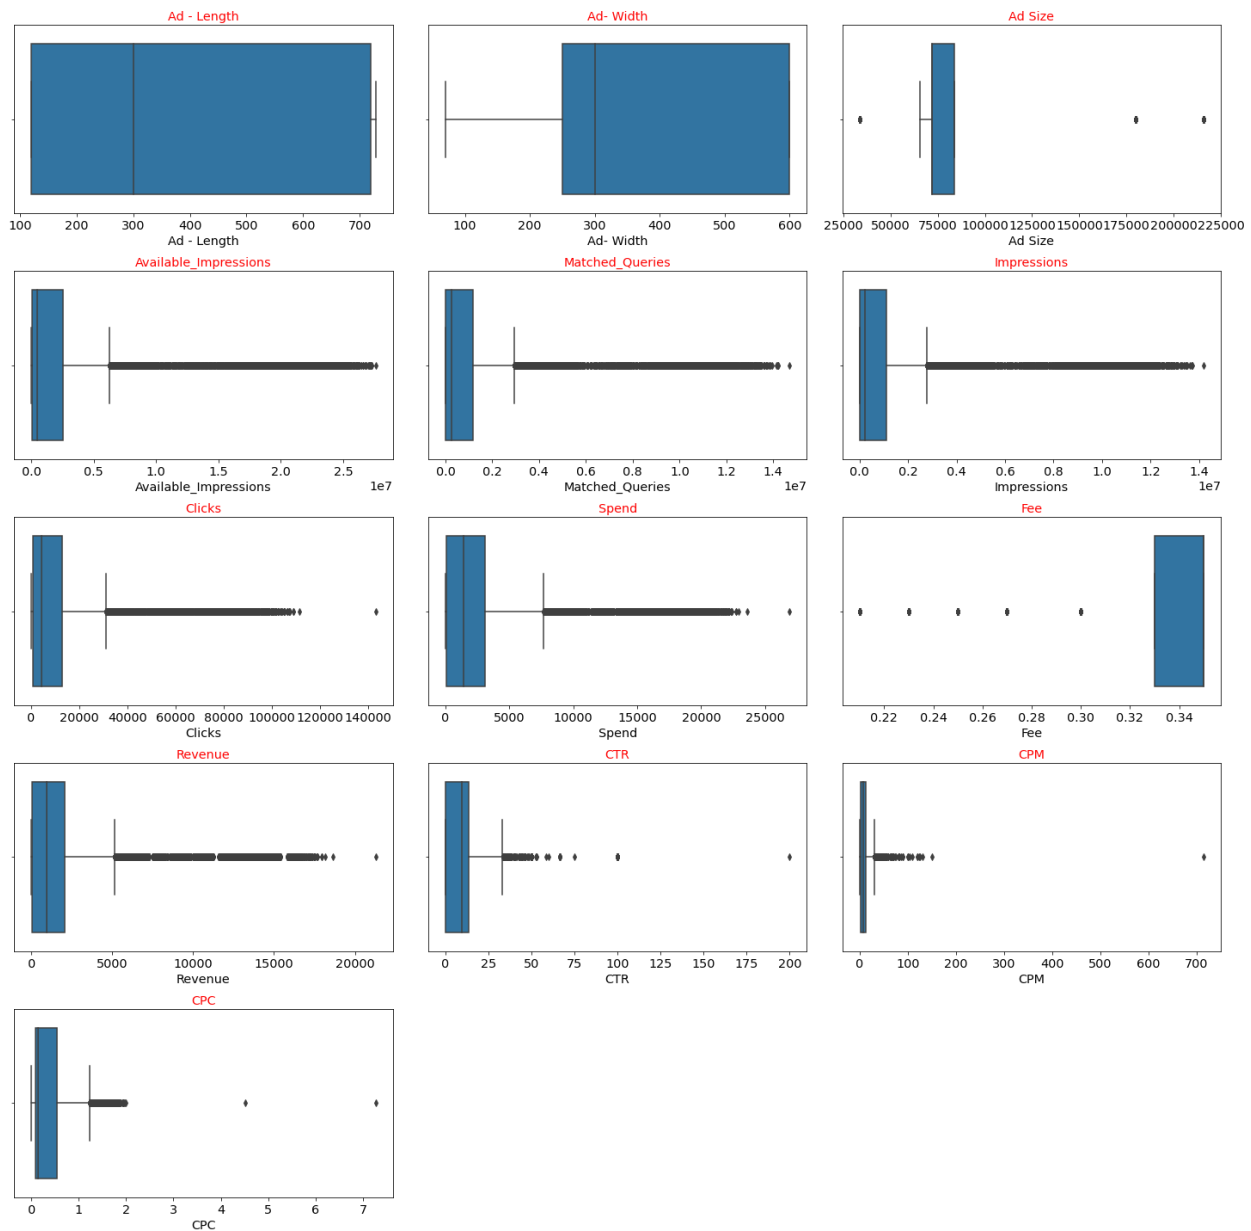 Ad - Length
Ad- Width
Ad Size
100 200 300 400 500 600 700
100 200 300 400 500 600
25000 50000 75000 100000 125000 150000 175000 200000 225000
Ad - Length
Ad- Width
Ad Size
Available_Impressions
Matched_Queries
Impressions
0.0 0.5 1.0 1.5 2.0 2.5
0.0 0.2 0.4 0.6 0.8 1.0 1.2 1.4
0.0 0.2 0.4 0.6 0.8 1.0 1.2 1.4
Available_Impressions 1e7
Matched_Queries 1e7
Impressions 1e7
Clicks
Spend
Fee
0 20000 40000 60000 80000 100000 120000 140000
0 5000 10000 15000 20000 25000
0.22 0.24 0.26 0.28 0.30 0.32 0.34
Clicks
Spend
Fee
Revenue
CTR
CPM
0 5000 10000 15000 20000
0 25 50 75 100 125 150 175 200
0 100 200 300 400 500 600 700
Revenue
CTR
CPM
CPC
0 1 2 3 4 5 6 7
CPC